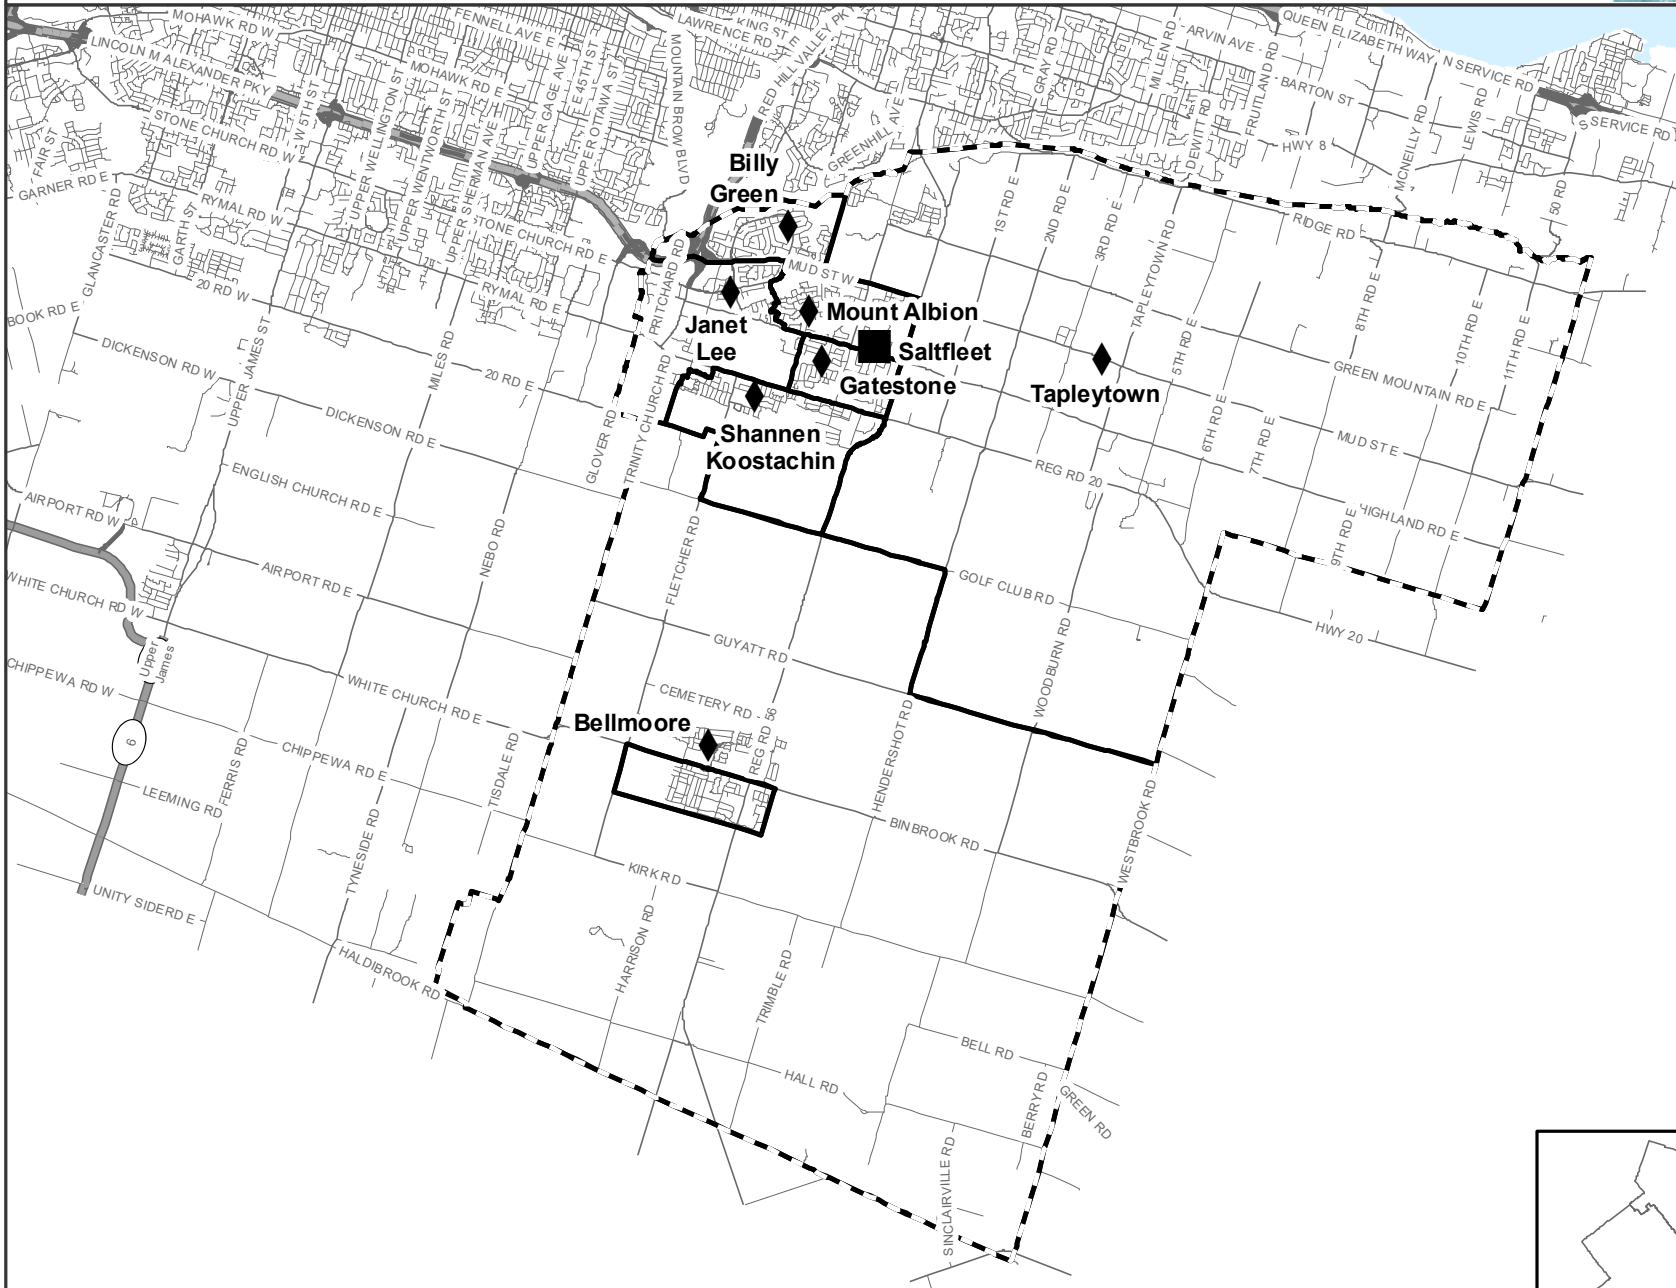 MOHAWK RD W
FENNELL AVE E
LAWRENCE RD
KING ST E
QUEEN ELIZABETH WAY
N SERVICE RD
LINCOLN M ALEXANDER PKY
MOHAWK RD E
UPPER GAGE AVE
E 45TH ST
UPPER OTTAWA ST
MOUNTAIN BROW BLVD
RED HILL VALLEY PKY
GREENHILL AVE
GRAY RD
MILLEN RD
ARVIN AVE
DEWITT RD
FRUITLAND RD
BARTON ST
HWY 8
MCNEILLY RD
LEWIS RD
S SERVICE RD
50 RD
FAIR ST
STONE CHURCH RD W
W 5TH ST
UPPER WELLINGTON ST
UPPER WENTWORTH ST
UPPER SHERMAN AVE
GARNER RD E
RYMAL RD W
GARTH ST
GLANCASTER RD
STONE CHURCH RD E
RYMAL RD E
20 RD W
BOOK RD E
Billy
Green
PRITCHARD RD
MUD ST W
Janet
Lee
Mount Albion
Saltfleet
Gatestone
Tapleytown
Shannen
Koostachin
1ST RD E
2ND RD E
3RD RD E
TAPLEYTOWN RD
5TH RD E
6TH RD E
7TH RD E
8TH RD E
9TH RD E
10TH RD E
11TH RD E
RIDGE RD
GREEN MOUNTAIN RD E
MUD ST E
HIGHLAND RD E
REG RD 20
DICKENSON RD W
UPPER JAMES ST
MILES RD
20 RD E
DICKENSON RD E
GLOVER RD
TRINITY CHURCH RD
ENGLISH CHURCH RD E
AIRPORT RD W
NEBO RD
FLETCHER RD
AIRPORT RD E
GOLF CLUB RD
HWY 20
WHITE CHURCH RD W
Upper
James
GUYATT RD
WOODBURN RD
CHIPPEWA RD W
WHITE CHURCH RD E
CEMETERY RD
REG RD 56
Bellmoore
HENDERSHOT RD
6
CHIPPEWA RD E
FERRIS RD
TISDALE RD
LEEMING RD
BINBROOK RD
WESTBROOK RD
TYNESIDE RD
KIRK RD
UNITY SIDERD E
HARRISON RD
HALDIBROOK RD
TRIMBLE RD
BELL RD
HALL RD
BERRY RD
GREEN RD
SINCLAIRVILLE RD